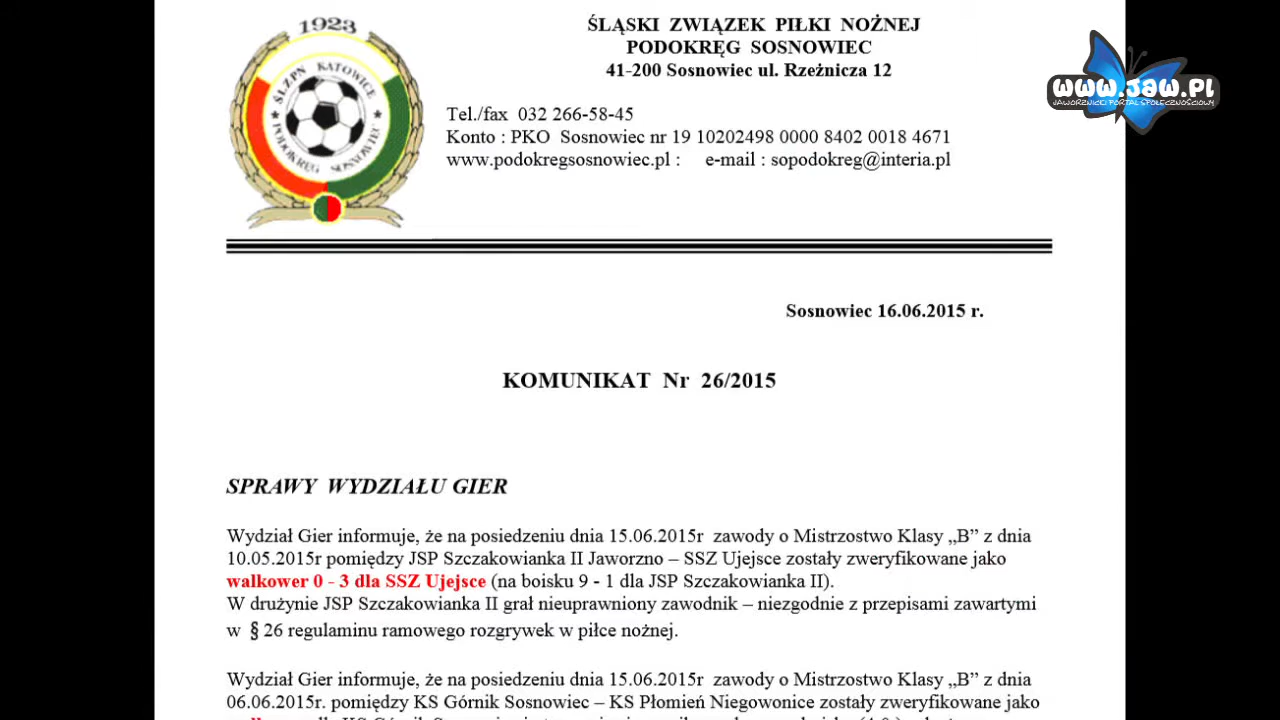 1923
ŚL.ZPN KATOWICE
PODOKRĘG SOSNOWIEC
ŚLĄSKI ZWIĄZEK PIŁKI NOŻNEJ
PODOKRĘG SOSNOWIEC
41-200 Sosnowiec ul. Rzeźnicza 12
www.jaw.pl
JAWORZNICKI PORTAL SPOŁECZNOŚCIOWY
Tel./fax 032 266-58-45
Konto : PKO Sosnowiec nr 19 10202498 0000 8402 0018 4671
www.podokregsosnowiec.pl : e-mail : sopodokreg@interia.pl
Sosnowiec 16.06.2015 r.
KOMUNIKAT Nr 26/2015
SPRAWY WYDZIAŁU GIER
Wydział Gier informuje, że na posiedzeniu dnia 15.06.2015r zawody o Mistrzostwo Klasy „B” z dnia
10.05.2015r pomiędzy JSP Szczakowianka II Jaworzno – SSZ Ujejsce zostały zweryfikowane jako
walkower 0 - 3 dla SSZ Ujejsce (na boisku 9 - 1 dla JSP Szczakowianka II).
W drużynie JSP Szczakowianka II grał nieuprawniony zawodnik – niezgodnie z przepisami zawartymi
w § 26 regulaminu ramowego rozgrywek w piłce nożnej.
Wydział Gier informuje, że na posiedzeniu dnia 15.06.2015r zawody o Mistrzostwo Klasy „B” z dnia
06.06.2015r. pomiędzy KS Górnik Sosnowiec – KS Płomień Niegowonice zostały zweryfikowane jako